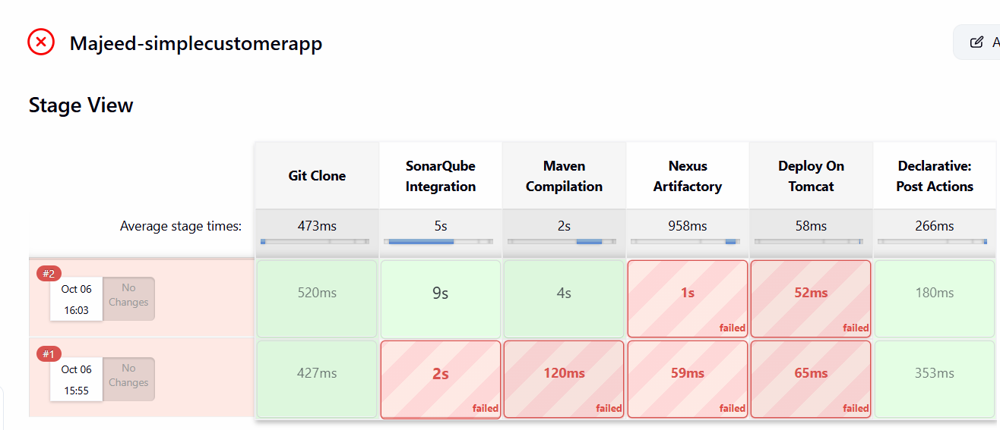 Majeed-simplecustomerapp
A
Stage View
Git Clone
SonarQube
Integration
Maven
Compilation
Nexus
Artifactory
Deploy On
Tomcat
Declarative:
Post Actions
Average stage times:
473ms
5s
2s
958ms
58ms
266ms
#2
Oct 06
16:03
No
Changes
520ms
9s
4s
1s
failed
52ms
failed
180ms
#1
Oct 06
15:55
No
Changes
427ms
2s
failed
120ms
failed
59ms
failed
65ms
failed
353ms